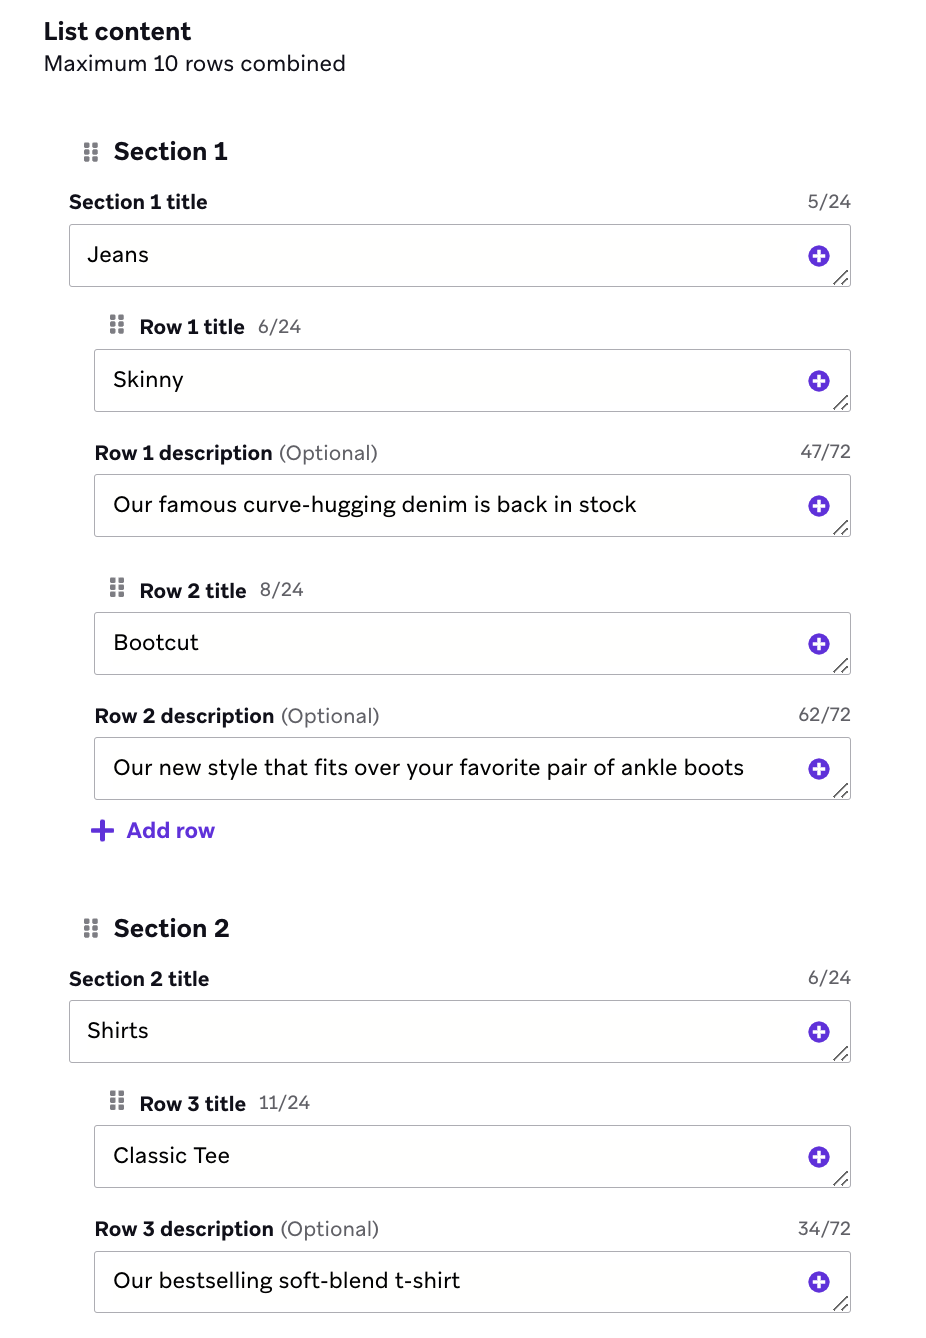 List content
Maximum 10 rows combined
Section 1
Section 1 title 5/24
Jeans
Row 1 title 6/24
Skinny
Row 1 description (Optional) 47/72
Our famous curve-hugging denim is back in stock
Row 2 title 8/24
Bootcut
Row 2 description (Optional) 62/72
Our new style that fits over your favorite pair of ankle boots
Add row
Section 2
Section 2 title 6/24
Shirts
Row 3 title 11/24
Classic Tee
Row 3 description (Optional) 34/72
Our bestselling soft-blend t-shirt